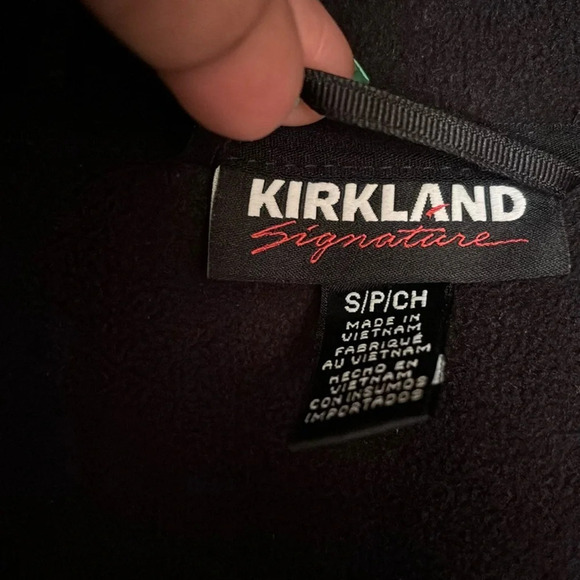 KIRKLAND
Signature
S/P/CH
MADE IN
VIETNAM
FABRIQUÉ
AU VIETNAM
HECHO EN
VIETNAM
CON INSUMOS
IMPORTADOS